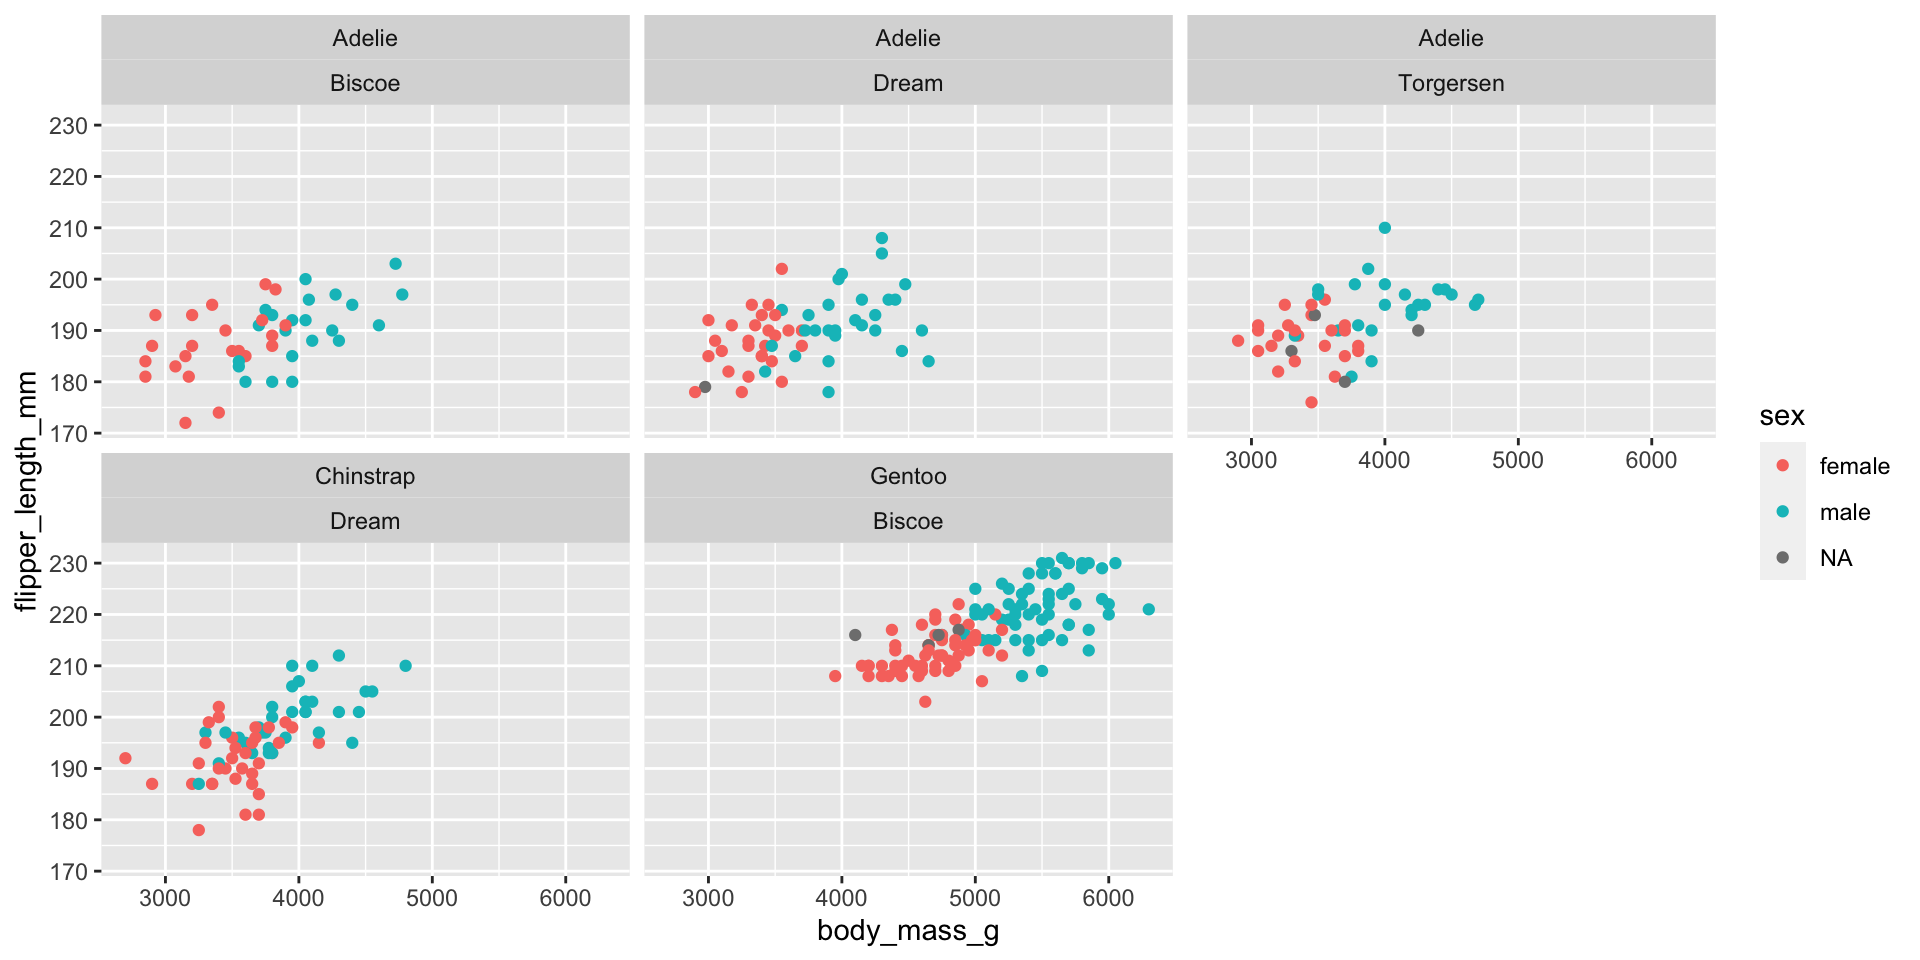 Adelie
Biscoe
Adelie
Dream
Adelie
Torgersen
230
220
210
200
190
180
170
3000 4000 5000 6000
Chinstrap
Dream
Gentoo
Biscoe
230
220
210
200
190
180
170
3000 4000 5000 6000
3000 4000 5000 6000
body_mass_g
flipper_length_mm
sex
female
male
NA